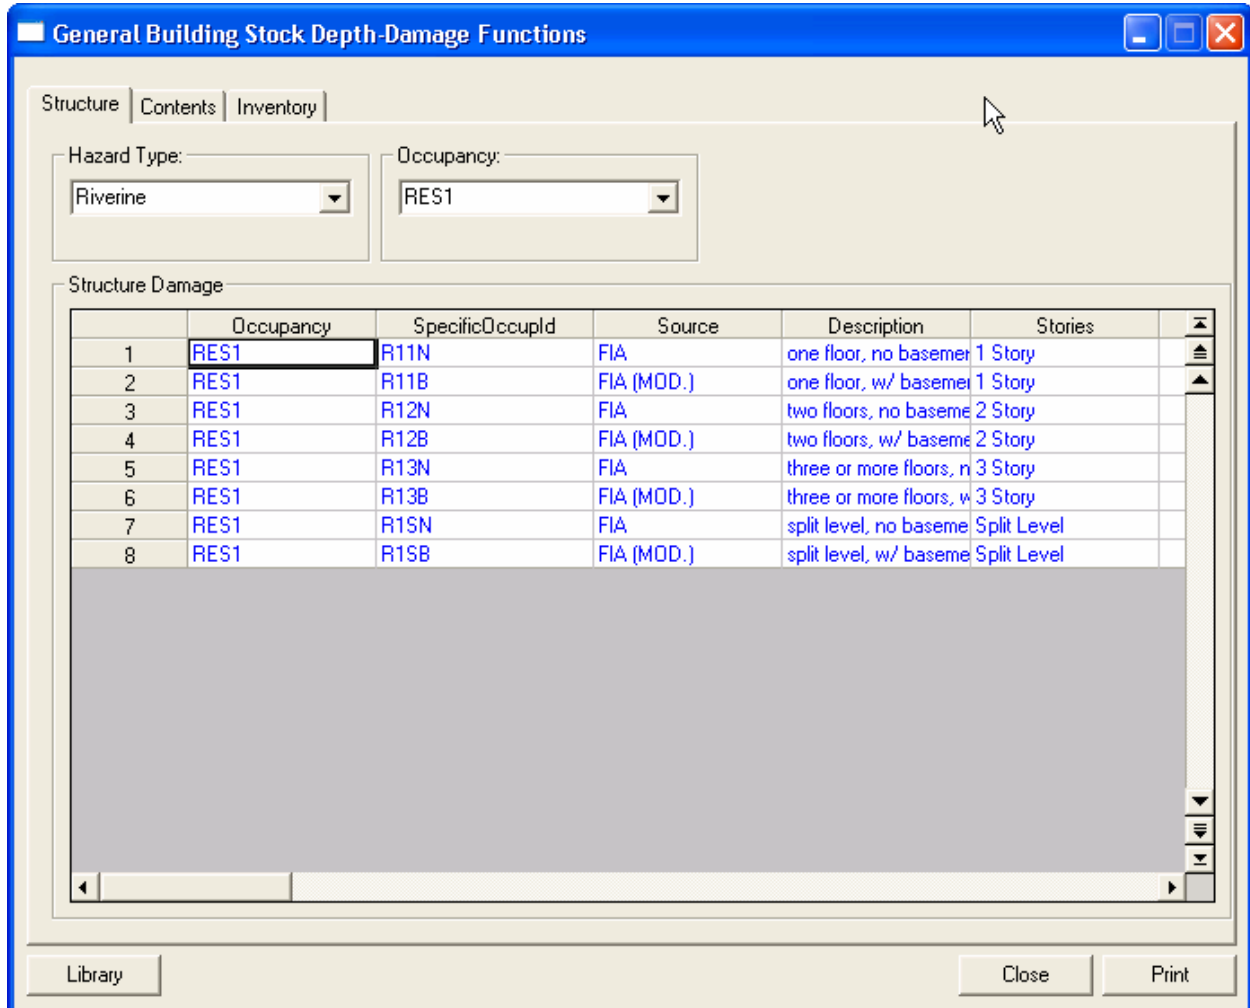 General Building Stock Depth-Damage Functions
Structure Contents Inventory
Hazard Type: Occupancy:
Riverine RES1
Structure Damage
Occupancy SpecificOccupId Source Description Stories
1 RES1 R11N FIA one floor, no basemer 1 Story
2 RES1 R11B FIA (MOD.) one floor, w/ basemer 1 Story
3 RES1 R12N FIA two floors, no baseme 2 Story
4 RES1 R12B FIA (MOD.) two floors, w/ baseme 2 Story
5 RES1 R13N FIA three or more floors, n 3 Story
6 RES1 R13B FIA (MOD.) three or more floors, w 3 Story
7 RES1 R1SN FIA split level, no baseme Split Level
8 RES1 R1SB FIA (MOD.) split level, w/ baseme Split Level
Library Close Print